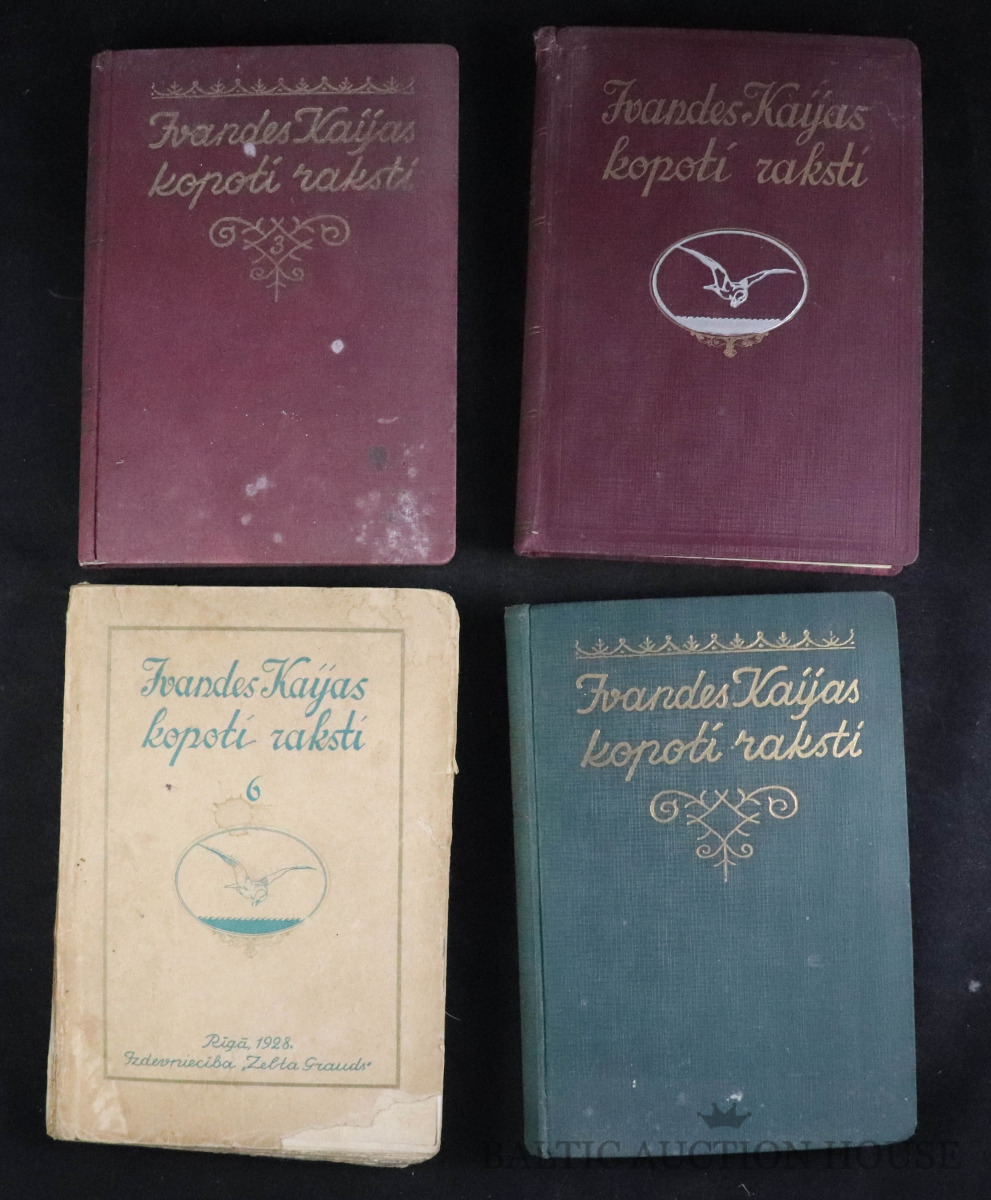 Ivandes Kaijas
kopoti raksti
3
Ivandes Kaijas
kopoti raksti
Ivandes Kaijas
kopoti raksti
6
Rīgā, 1928.
Izdevniecība „Zelta Grauds"
Ivandes Kaijas
kopoti raksti
BALTIC AUCTION HOUSE